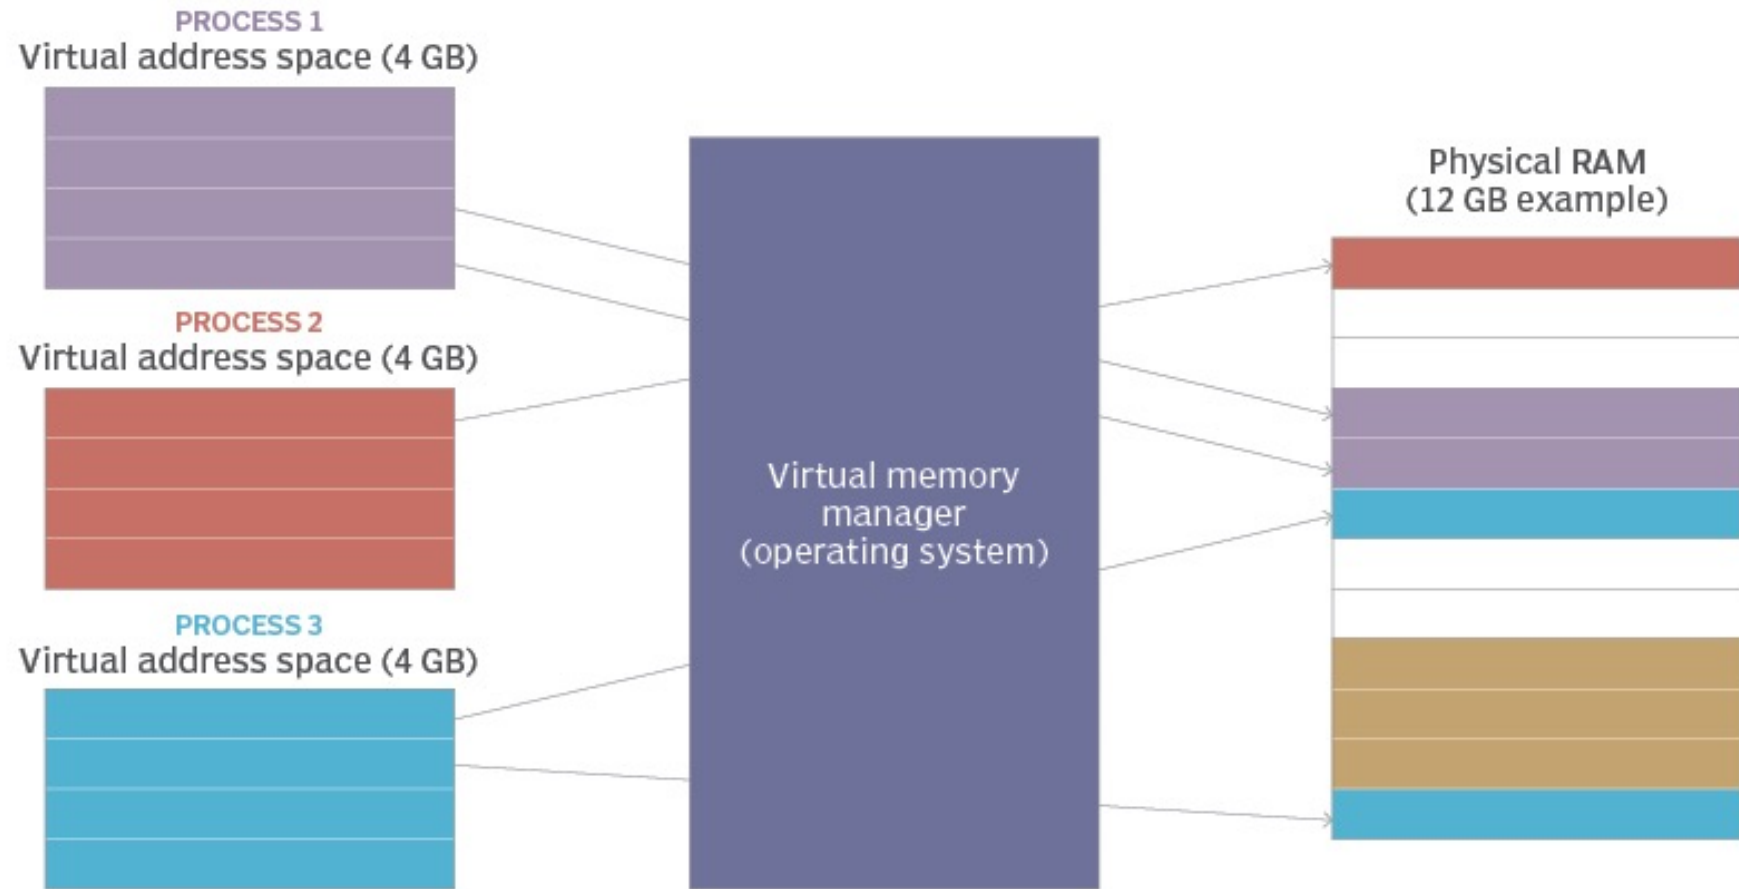 PROCESS 1
Virtual address space (4 GB)
PROCESS 2
Virtual address space (4 GB)
PROCESS 3
Virtual address space (4 GB)
Virtual memory
manager
(operating system)
Physical RAM
(12 GB example)